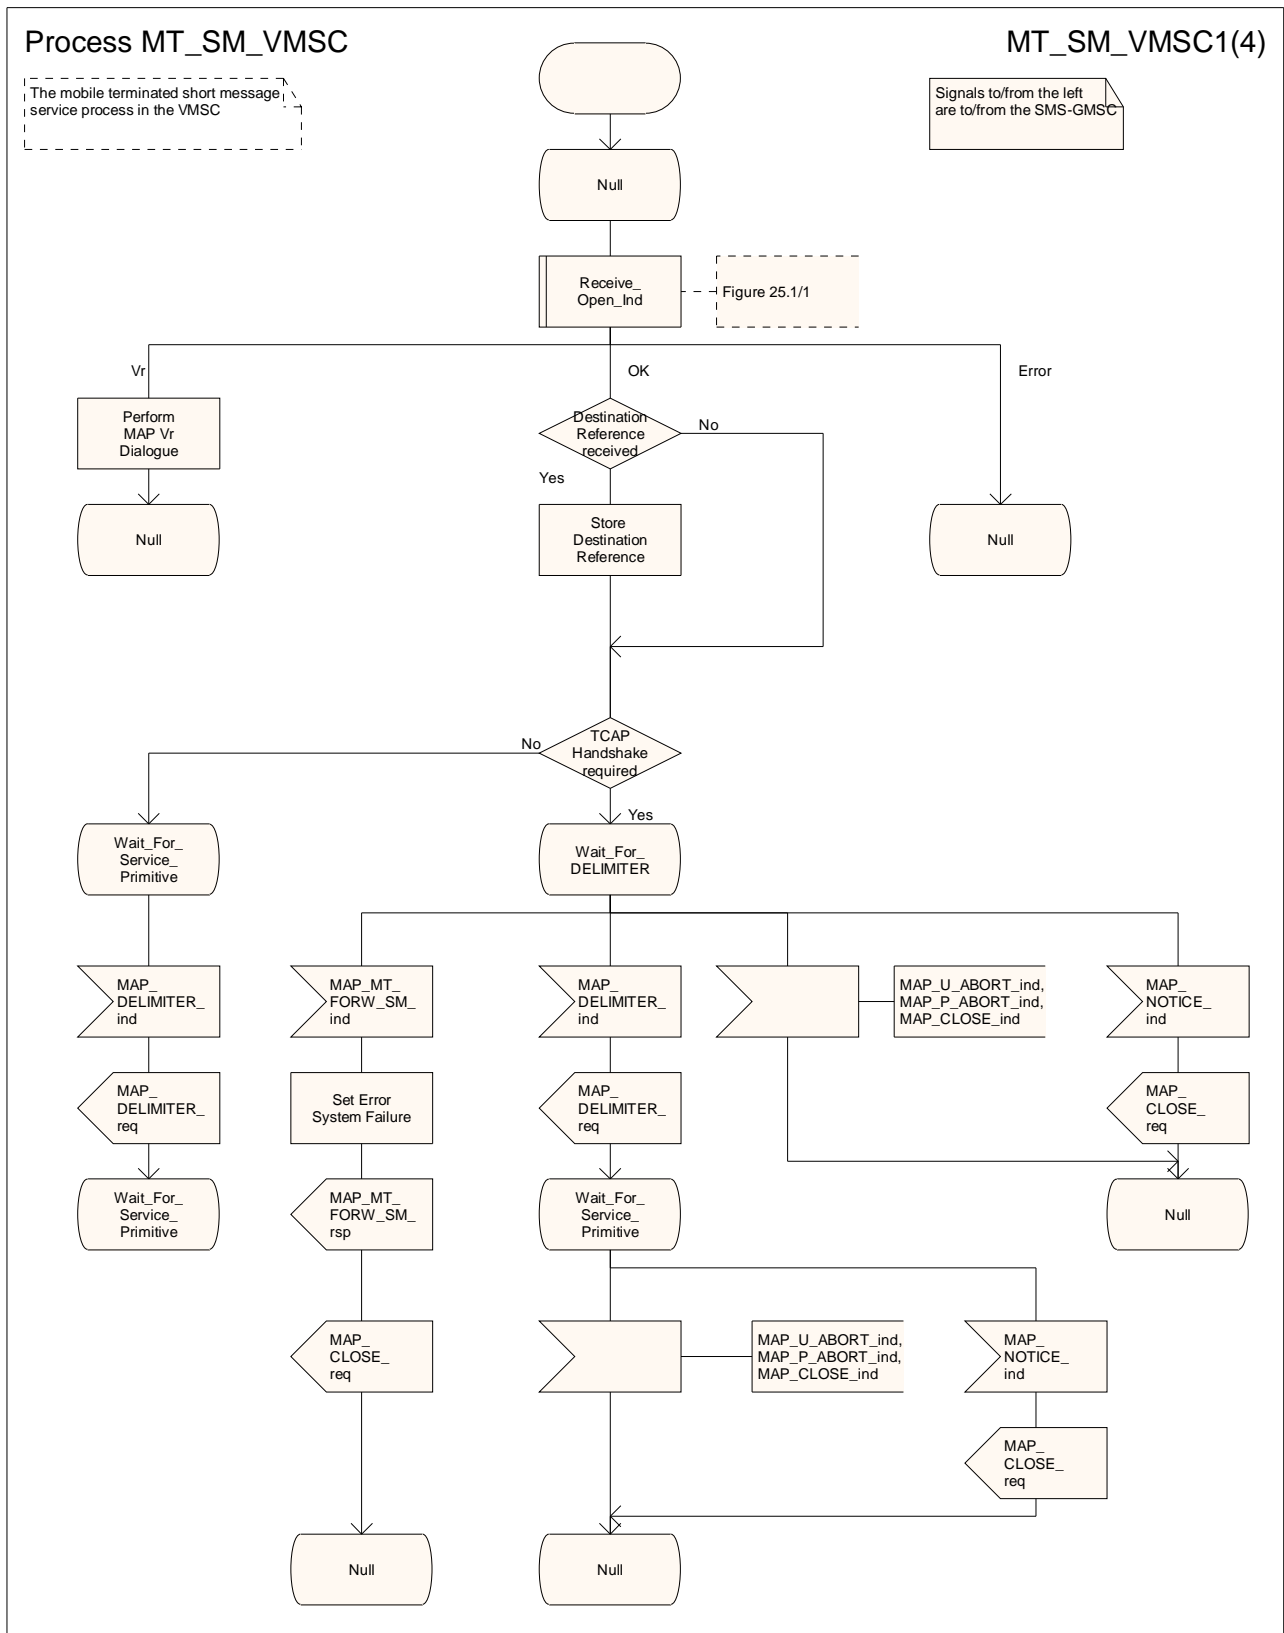 Process MT_SM_VMSC
MT_SM_VMSC1(4)
The mobile terminated short message
service process in the VMSC
Signals to/from the left
are to/from the SMS-GMSC
Null
Receive_
Open_Ind
Figure 25.1/1
Vr
OK
Error
Perform
MAP Vr
Dialogue
Destination
Reference
received
No
Yes
Null
Store
Destination
Reference
Null
TCAP
Handshake
required
No
Yes
Wait_For_
Service_
Primitive
Wait_For_
DELIMITER
MAP_
DELIMITER_
ind
MAP_MT_
FORW_SM_
ind
MAP_
DELIMITER_
ind
MAP_U_ABORT_ind,
MAP_P_ABORT_ind,
MAP_CLOSE_ind
MAP_
NOTICE_
ind
MAP_
DELIMITER_
req
Set Error
System Failure
MAP_
DELIMITER_
req
MAP_
CLOSE_
req
Wait_For_
Service_
Primitive
MAP_MT_
FORW_SM_
rsp
Wait_For_
Service_
Primitive
Null
MAP_
CLOSE_
req
MAP_U_ABORT_ind,
MAP_P_ABORT_ind,
MAP_CLOSE_ind
MAP_
NOTICE_
ind
MAP_
CLOSE_
req
Null
Null